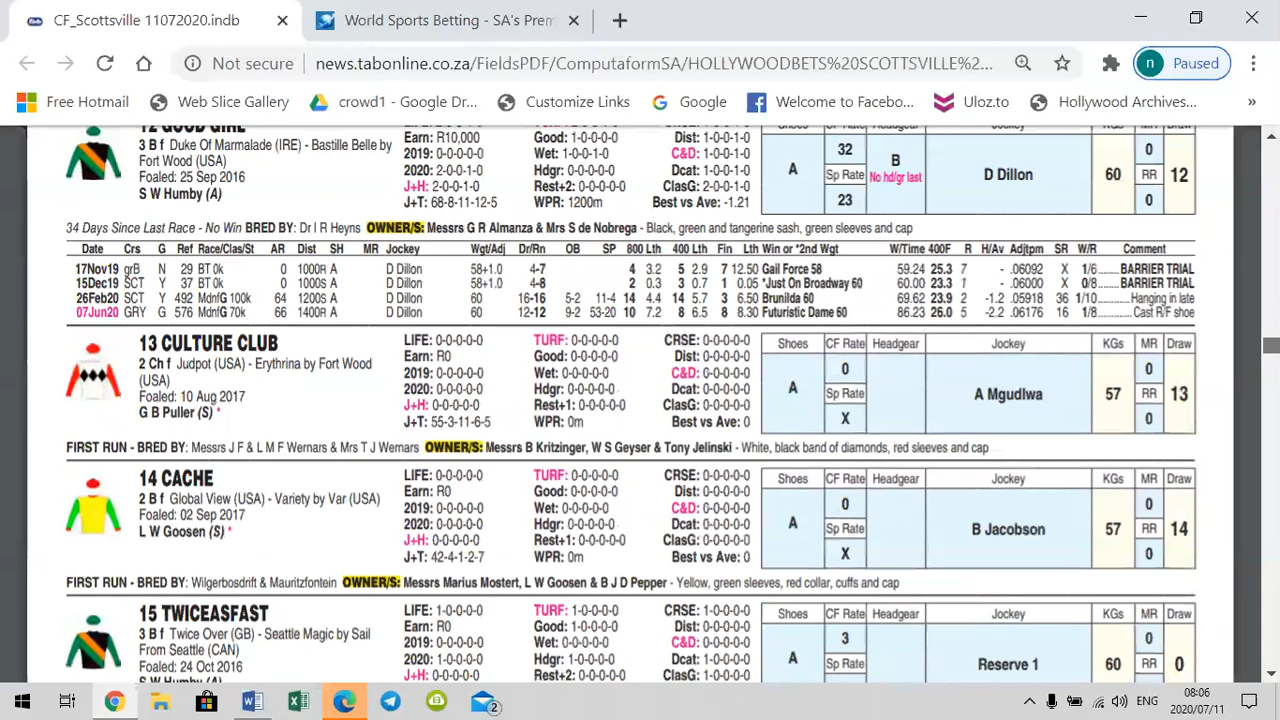 CF_Scottsville 11072020.indb
World Sports Betting - SA's Prem
Not secure
news.tabonline.co.za/FieldsPDF/ComputaformSA/HOLLYWOODBETS%20SCOTTSVILLE%2...
n Paused
Free Hotmail
Web Slice Gallery
crowd1 - Google Dr...
Customize Links
Google
Welcome to Facebo...
Uloz.to
Hollywood Archives...
»
12 GOOD GIRL
3 B f Duke Of Marmalade (IRE) - Bastille Belle by
Fort Wood (USA)
Foaled: 25 Sep 2016
S W Humby (A)
Earn: R10,000 Good: 1-0-0-0-0 Dist: 1-0-0-1-0
2019: 0-0-0-0-0 Wet: 1-0-0-1-0 C&D: 1-0-0-1-0
2020: 2-0-0-1-0 Hdgr: 0-0-0-0-0 Dcat: 1-0-0-1-0
J+H: 2-0-0-1-0 Rest+2: 0-0-0-0-0 ClasG: 2-0-0-1-0
J+T: 68-8-11-12-5 WPR: 1200m Best vs Ave: -1.21
Jockey KGs MR Draw
A 32 Sp Rate 23 B No hd/gr last D Dillon 60 0 RR 0 12
34 Days Since Last Race - No Win BRED BY: Dr I R Heyns OWNER/S: Messrs G R Almanza & Mrs S de Nobrega - Black, green and tangerine sash, green sleeves and cap
Date Crs G Ref Race/Clas/St AR Dist SH MR Jockey Wgt/Adj Dr/Rn OB SP 800 Lth 400 Lth Fin Lth Win or *2nd Wgt W/Time 400F R H/Av Adjtpm SR W/R Comment
17Nov19 grB N 29 BT 0k 0 1000R A D Dillon 58+1.0 4-7 4 3.2 5 2.9 7 12.50 Gail Force 58 59.24 25.3 7 - .06092 X 1/6 ........ BARRIER TRIAL
15Dec19 SCT Y 37 BT 0k 0 1000S A D Dillon 58+1.0 4-8 2 0.3 3 0.7 1 0.05 *Just On Broadway 60 60.00 23.3 1 - .06000 X 0/8 ........ BARRIER TRIAL
26Feb20 SCT Y 492 MdnfG 100k 64 1200S A D Dillon 60 16-16 5-2 11-4 14 4.4 14 5.7 3 6.50 Brunilda 60 69.62 23.9 2 -1.2 .05918 36 1/10 ........ Hanging in late
07Jun20 GRY G 576 MdnfG 70k 66 1400R A D Dillon 60 12-12 9-2 53-20 10 7.2 8 6.5 8 8.30 Futuristic Dame 60 86.23 26.0 5 -2.2 .06176 16 1/8 ........ Cast R/F shoe
13 CULTURE CLUB
2 Ch f Judpot (USA) - Erythrina by Fort Wood
(USA)
Foaled: 10 Aug 2017
G B Puller (S) *
LIFE: 0-0-0-0-0 TURF: 0-0-0-0-0 CRSE: 0-0-0-0-0
Earn: R0 Good: 0-0-0-0-0 Dist: 0-0-0-0-0
2019: 0-0-0-0-0 Wet: 0-0-0-0-0 C&D: 0-0-0-0-0
2020: 0-0-0-0-0 Hdgr: 0-0-0-0-0 Dcat: 0-0-0-0-0
J+H: 0-0-0-0-0 Rest+1: 0-0-0-0-0 ClasG: 0-0-0-0-0
J+T: 55-3-11-6-5 WPR: 0m Best vs Ave: 0
Shoes CF Rate Headgear Jockey KGs MR Draw
A 0 Sp Rate X A Mgudlwa 57 0 RR 0 13
FIRST RUN - BRED BY: Messrs J F & L M F Wernars & Mrs T J Wernars OWNER/S: Messrs B Kritzinger, W S Geyser & Tony Jelinski - White, black band of diamonds, red sleeves and cap
14 CACHE
2 B f Global View (USA) - Variety by Var (USA)
Foaled: 02 Sep 2017
L W Goosen (S) *
LIFE: 0-0-0-0-0 TURF: 0-0-0-0-0 CRSE: 0-0-0-0-0
Earn: R0 Good: 0-0-0-0-0 Dist: 0-0-0-0-0
2019: 0-0-0-0-0 Wet: 0-0-0-0-0 C&D: 0-0-0-0-0
2020: 0-0-0-0-0 Hdgr: 0-0-0-0-0 Dcat: 0-0-0-0-0
J+H: 0-0-0-0-0 Rest+1: 0-0-0-0-0 ClasG: 0-0-0-0-0
J+T: 42-4-1-2-7 WPR: 0m Best vs Ave: 0
Shoes CF Rate Headgear Jockey KGs MR Draw
A 0 Sp Rate X B Jacobson 57 0 RR 0 14
FIRST RUN - BRED BY: Wilgerbosdrift & Mauritzfontein OWNER/S: Messrs Marius Mostert, L W Goosen & B J D Pepper - Yellow, green sleeves, red collar, cuffs and cap
15 TWICEASFAST
3 B f Twice Over (GB) - Seattle Magic by Sail
From Seattle (CAN)
Foaled: 24 Oct 2016
S W Humby (A)
LIFE: 1-0-0-0-0 TURF: 1-0-0-0-0 CRSE: 1-0-0-0-0
Earn: R0 Good: 1-0-0-0-0 Dist: 0-0-0-0-0
2019: 0-0-0-0-0 Wet: 0-0-0-0-0 C&D: 0-0-0-0-0
2020: 1-0-0-0-0 Hdgr: 1-0-0-0-0 Dcat: 1-0-0-0-0
J+H: 0-0-0-0-0 Rest+2: 0-0-0-0-0 ClasG: 1-0-0-0-0
Shoes CF Rate Headgear Jockey KGs MR Draw
A 3 Sp Rate Reserve 1 60 0 RR 0
2
ENG
08:06
2020/07/11